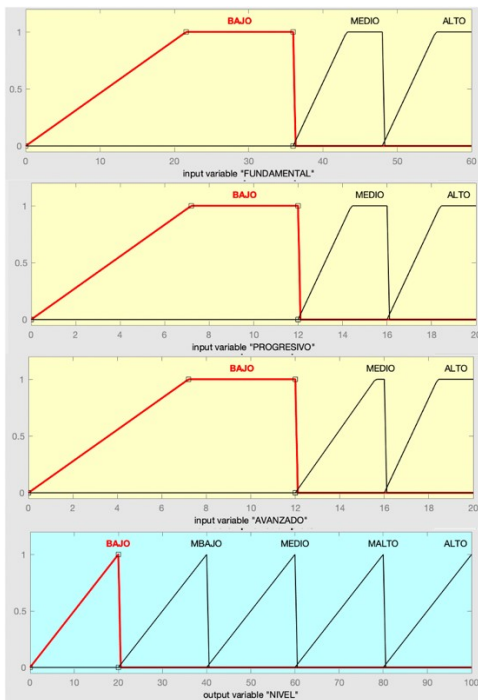 BAJO MEDIO ALTO
1
0.5
0
0 10 20 30 40 50 60
input variable "FUNDAMENTAL"
BAJO MEDIO ALTO
1
0.5
0
0 2 4 6 8 10 12 14 16 18 20
input variable "PROGRESIVO"
BAJO MEDIO ALTO
1
0.5
0
0 2 4 6 8 10 12 14 16 18 20
input variable "AVANZADO"
BAJO MBAJO MEDIO MALTO ALTO
1
0.5
0
0 10 20 30 40 50 60 70 80 90 100
output variable "NIVEL"